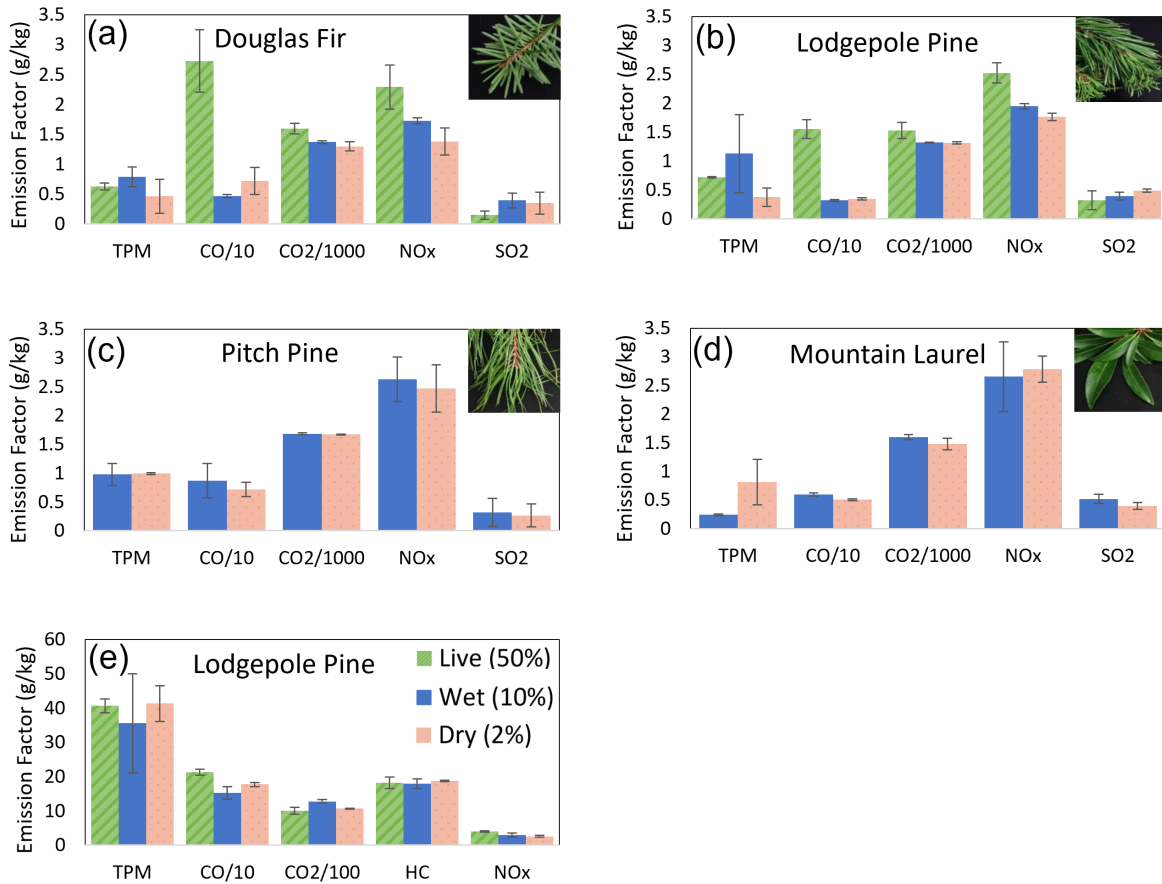 (a)
Douglas Fir
Emission Factor (g/kg)
3.5
3
2.5
2
1.5
1
0.5
0
TPM CO/10 CO2/1000 NOx SO2
(b)
Lodgepole Pine
Emission Factor (g/kg)
3.5
3
2.5
2
1.5
1
0.5
0
TPM CO/10 CO2/1000 NOx SO2
(c)
Pitch Pine
Emission Factor (g/kg)
3.5
3
2.5
2
1.5
1
0.5
0
TPM CO/10 CO2/1000 NOx SO2
(d)
Mountain Laurel
Emission Factor (g/kg)
3.5
3
2.5
2
1.5
1
0.5
0
TPM CO/10 CO2/1000 NOx SO2
(e)
Lodgepole Pine
Live (50%)
Wet (10%)
Dry (2%)
Emission Factor (g/kg)
60
50
40
30
20
10
0
TPM CO/10 CO2/100 HC NOx